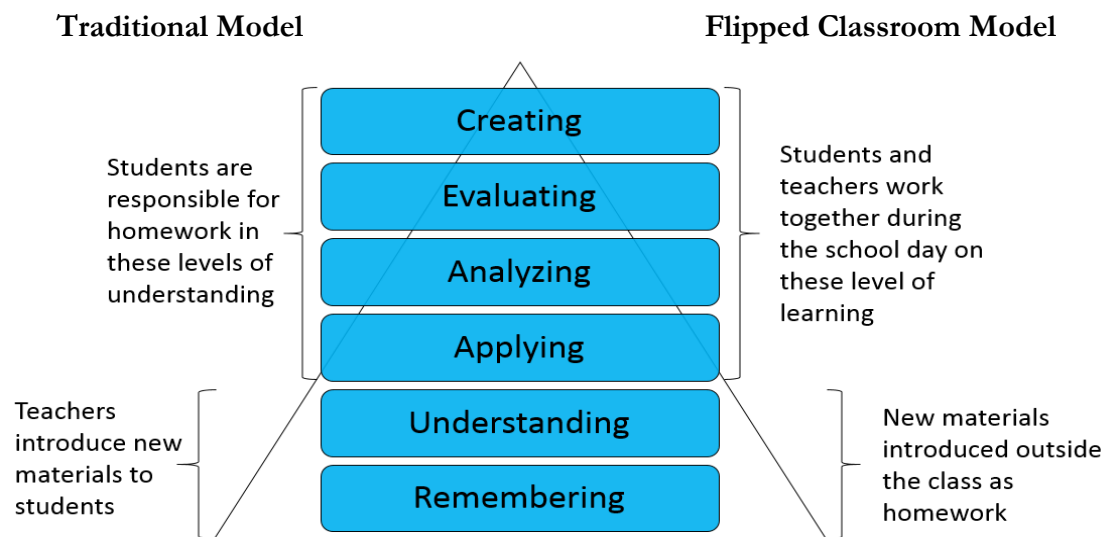 Traditional Model
Flipped Classroom Model
Creating
Evaluating
Analyzing
Applying
Understanding
Remembering
Students are
responsible for
homework in
these levels of
understanding
Teachers
introduce new
materials to
students
Students and
teachers work
together during
the school day on
these level of
learning
New materials
introduced outside
the class as
homework